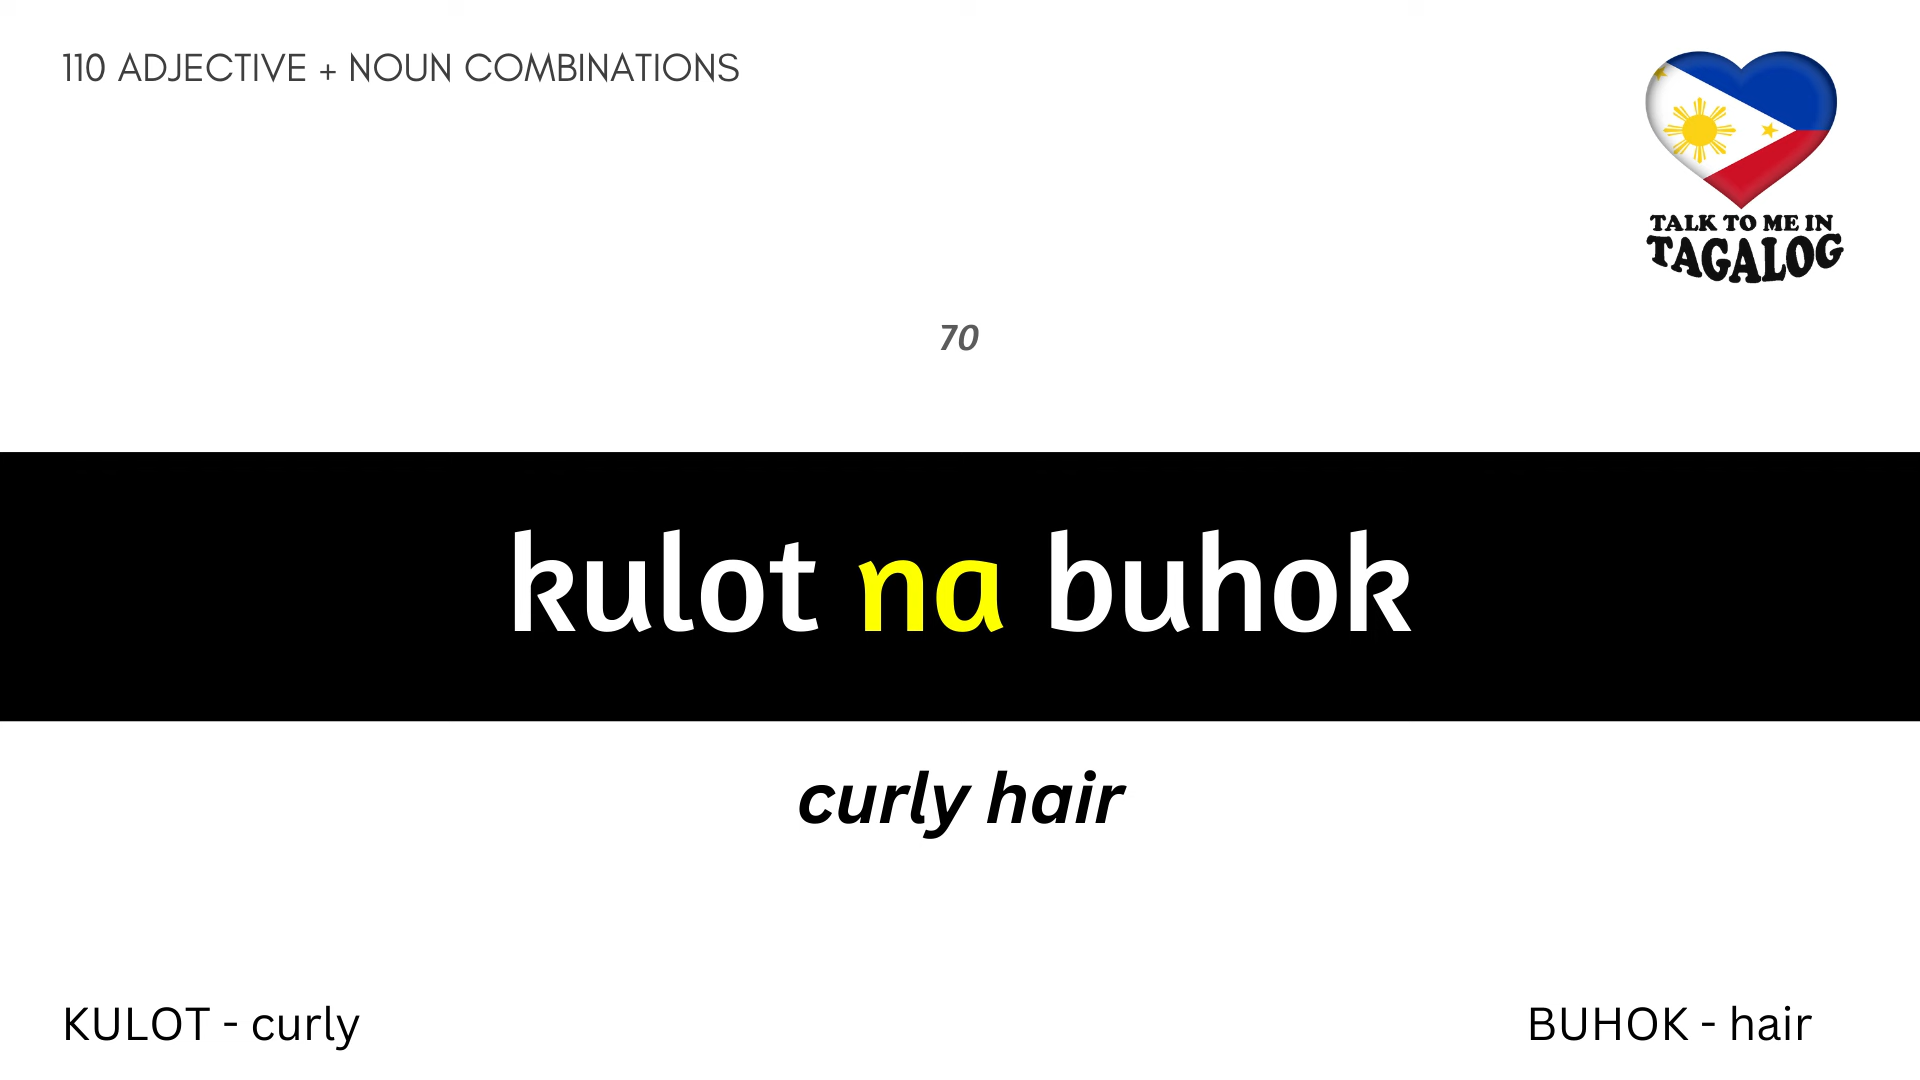 110 ADJECTIVE + NOUN COMBINATIONS
TALK TO ME IN
TAGALOG
70
kulot na buhok
curly hair
KULOT - curly
BUHOK - hair